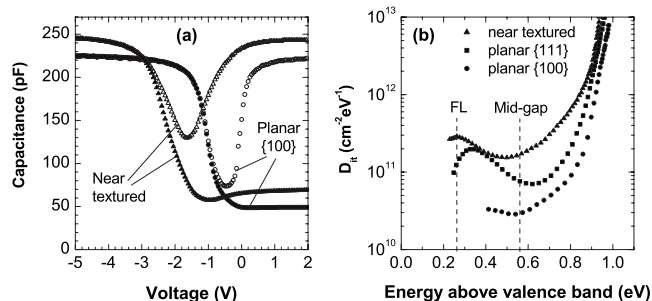 (a)
Capacitance (pF)
250
200
150
100
50
0
Near
textured
Planar
{100}
-5 -4 -3 -2 -1 0 1 2
Voltage (V)
(b)
near textured
planar {111}
planar {100}
FL
Mid-gap
D_it (cm^-2 eV^-1)
10^13
10^12
10^11
10^10
0.0 0.2 0.4 0.6 0.8 1.0
Energy above valence band (eV)